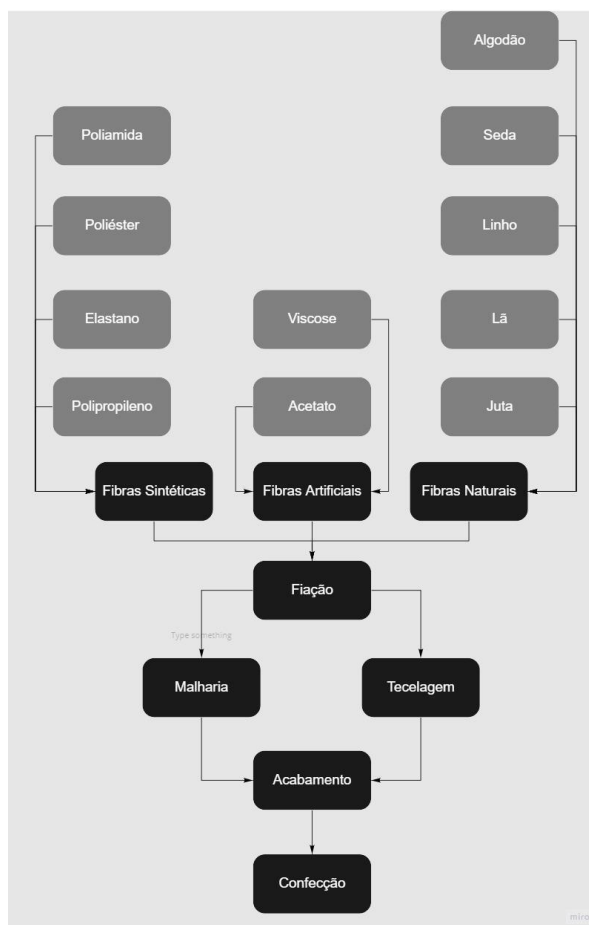 Algodão
Poliamida
Seda
Poliéster
Linho
Elastano
Viscose
Lã
Polipropileno
Acetato
Juta
Fibras Sintéticas
Fibras Artificiais
Fibras Naturais
Fiação
Type something
Malharia
Tecelagem
Acabamento
Confecção
miro